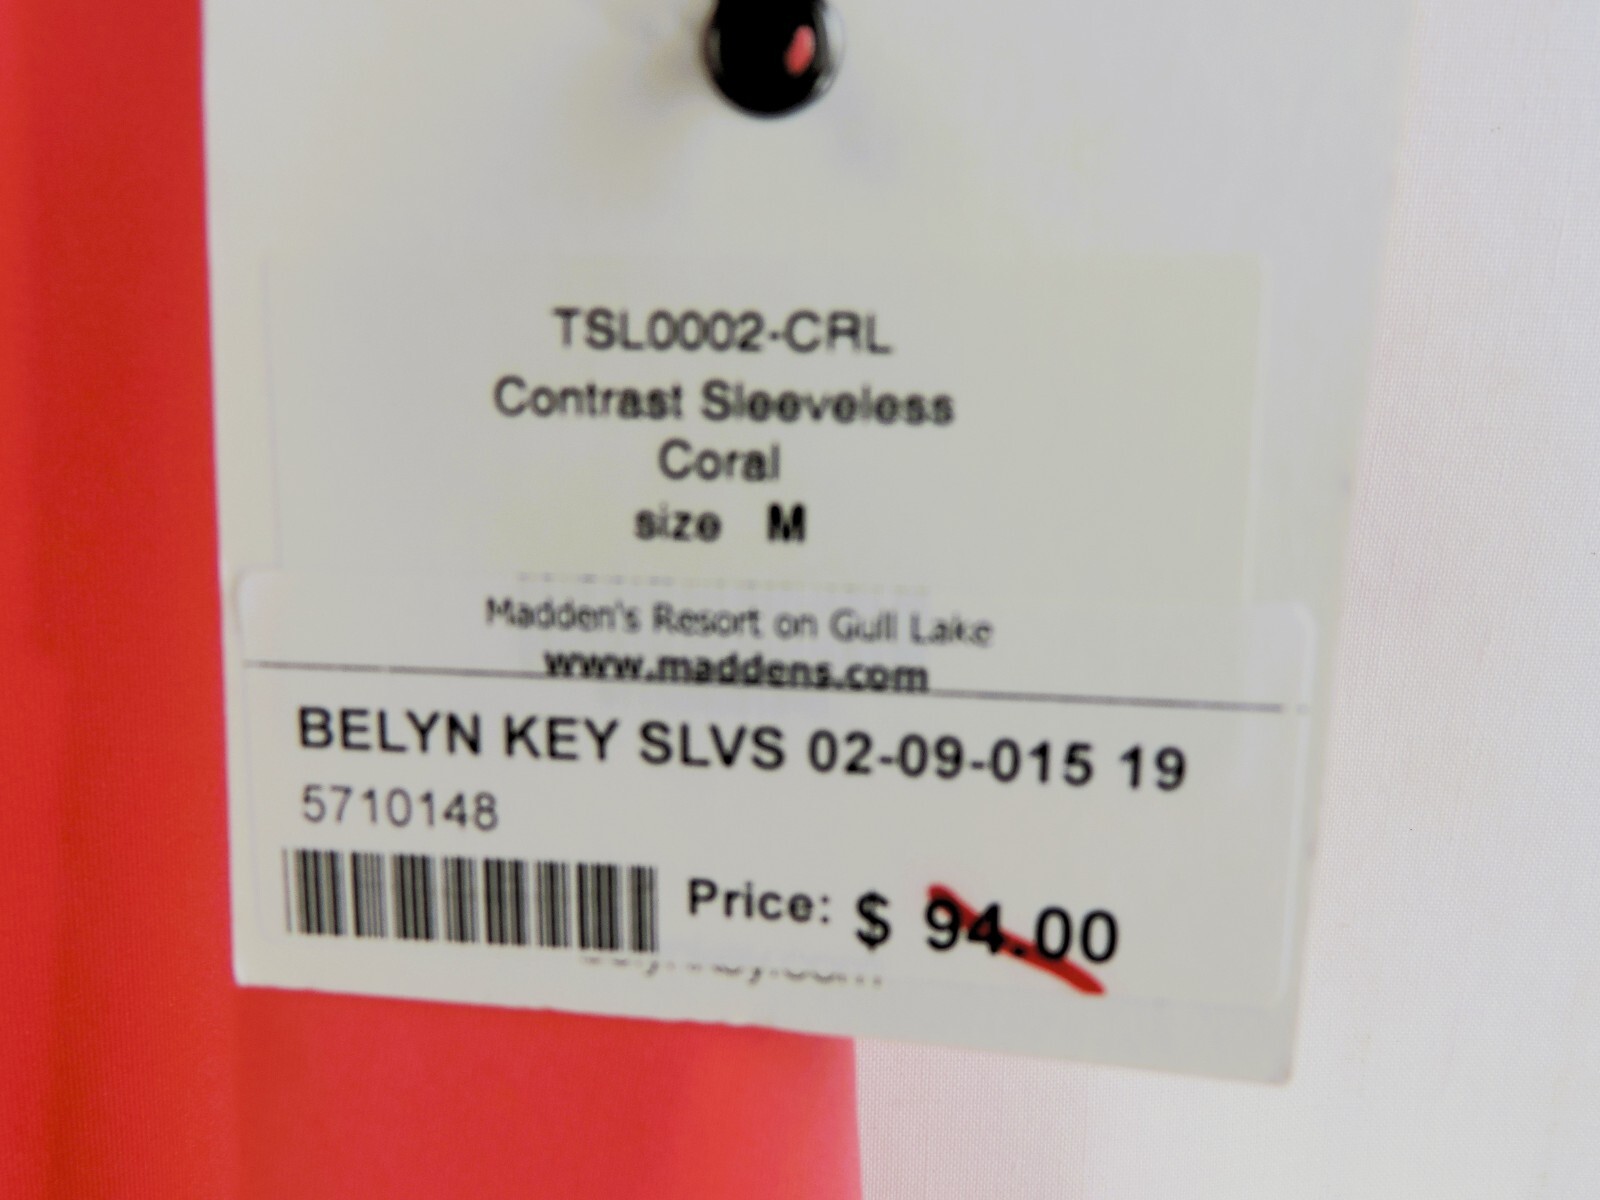 TSL0002-CRL
Contrast Sleeveless
Coral
size M
Madden's Resort on Gull Lake
www.maddens.com
BELYN KEY SLVS 02-09-015 19
5710148
Price: $ 94.00